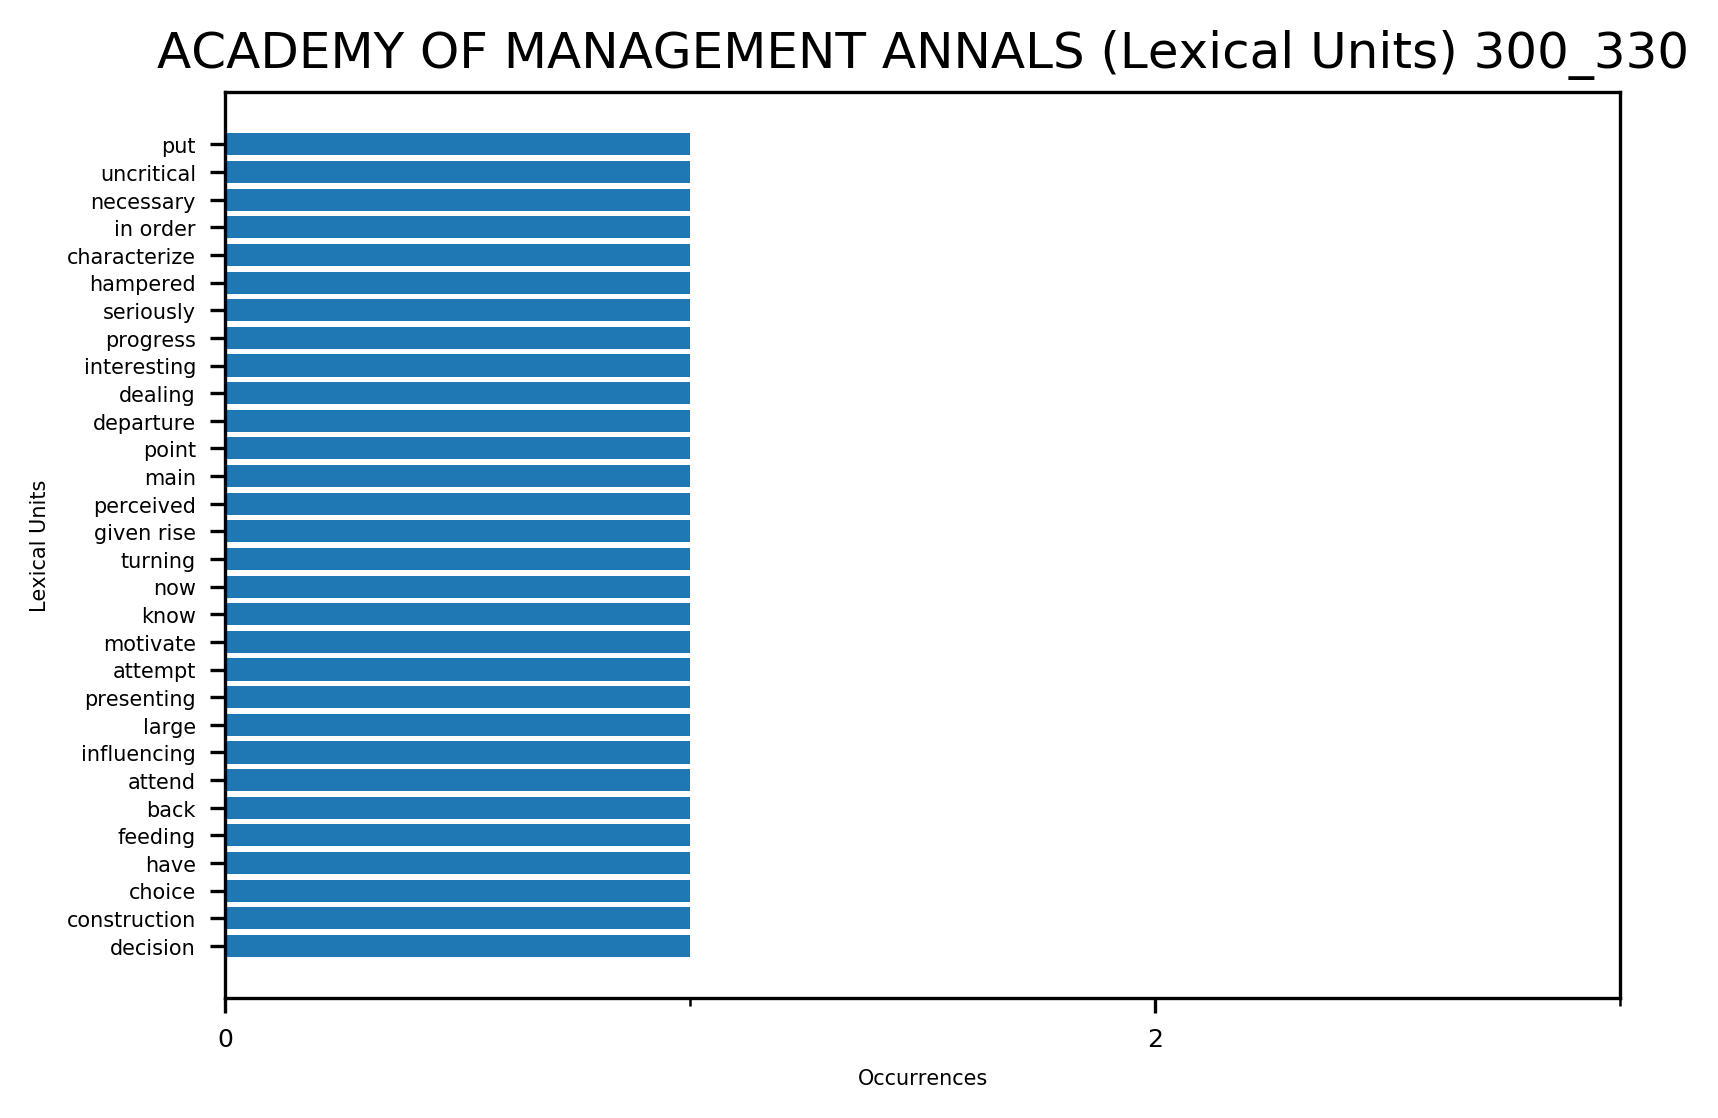 ACADEMY OF MANAGEMENT ANNALS (Lexical Units) 300_330
put
uncritical
necessary
in order
characterize
hampered
seriously
progress
interesting
dealing
departure
point
main
perceived
given rise
turning
now
know
motivate
attempt
presenting
large
influencing
attend
back
feeding
have
choice
construction
decision
Lexical Units
0
2
Occurrences